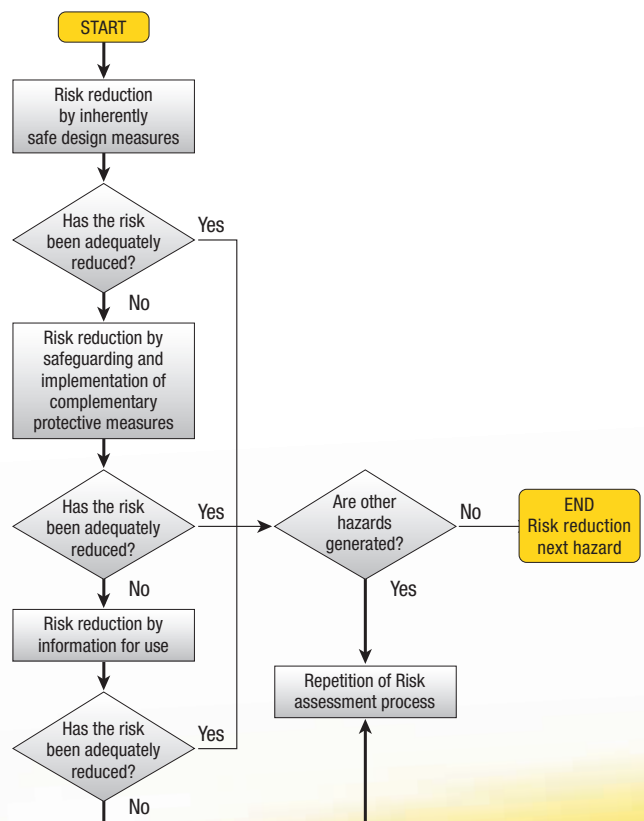 START
Risk reduction
by inherently
safe design measures
Has the risk
been adequately
reduced?
Yes
No
Risk reduction by
safeguarding and
implementation of
complementary
protective measures
Has the risk
been adequately
reduced?
Yes
No
Are other
hazards
generated?
No
Yes
END
Risk reduction
next hazard
Risk reduction by
information for use
Repetition of Risk
assessment process
Has the risk
been adequately
reduced?
Yes
No